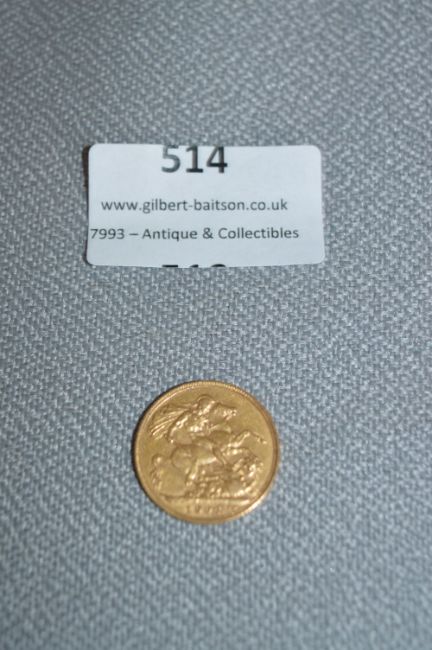 514
www.gilbert-baitson.co.uk
7993 – Antique & Collectibles